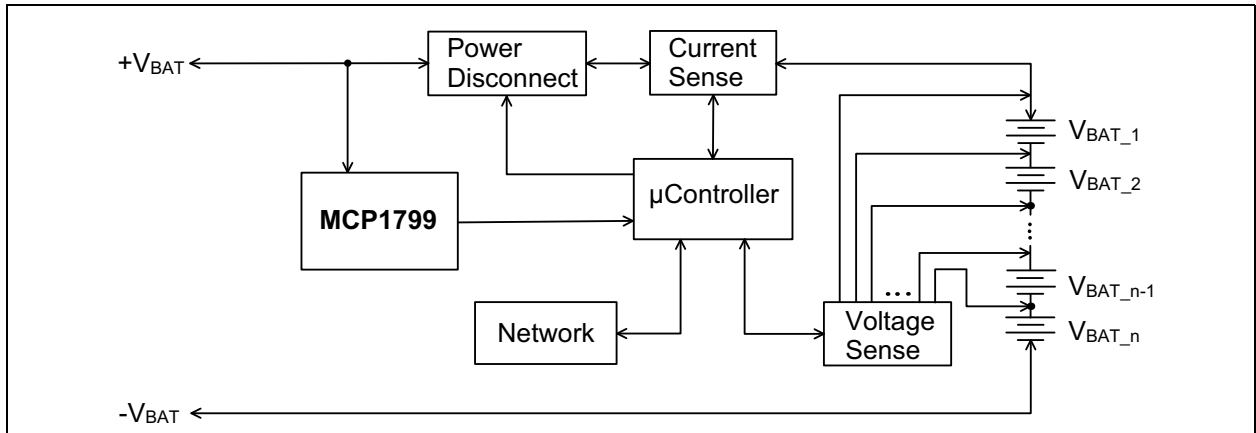 +VBAT
Power
Disconnect
Current
Sense
MCP1799
µController
Network
Voltage
Sense
...
VBAT_1
VBAT_2
VBAT_n-1
VBAT_n
-VBAT